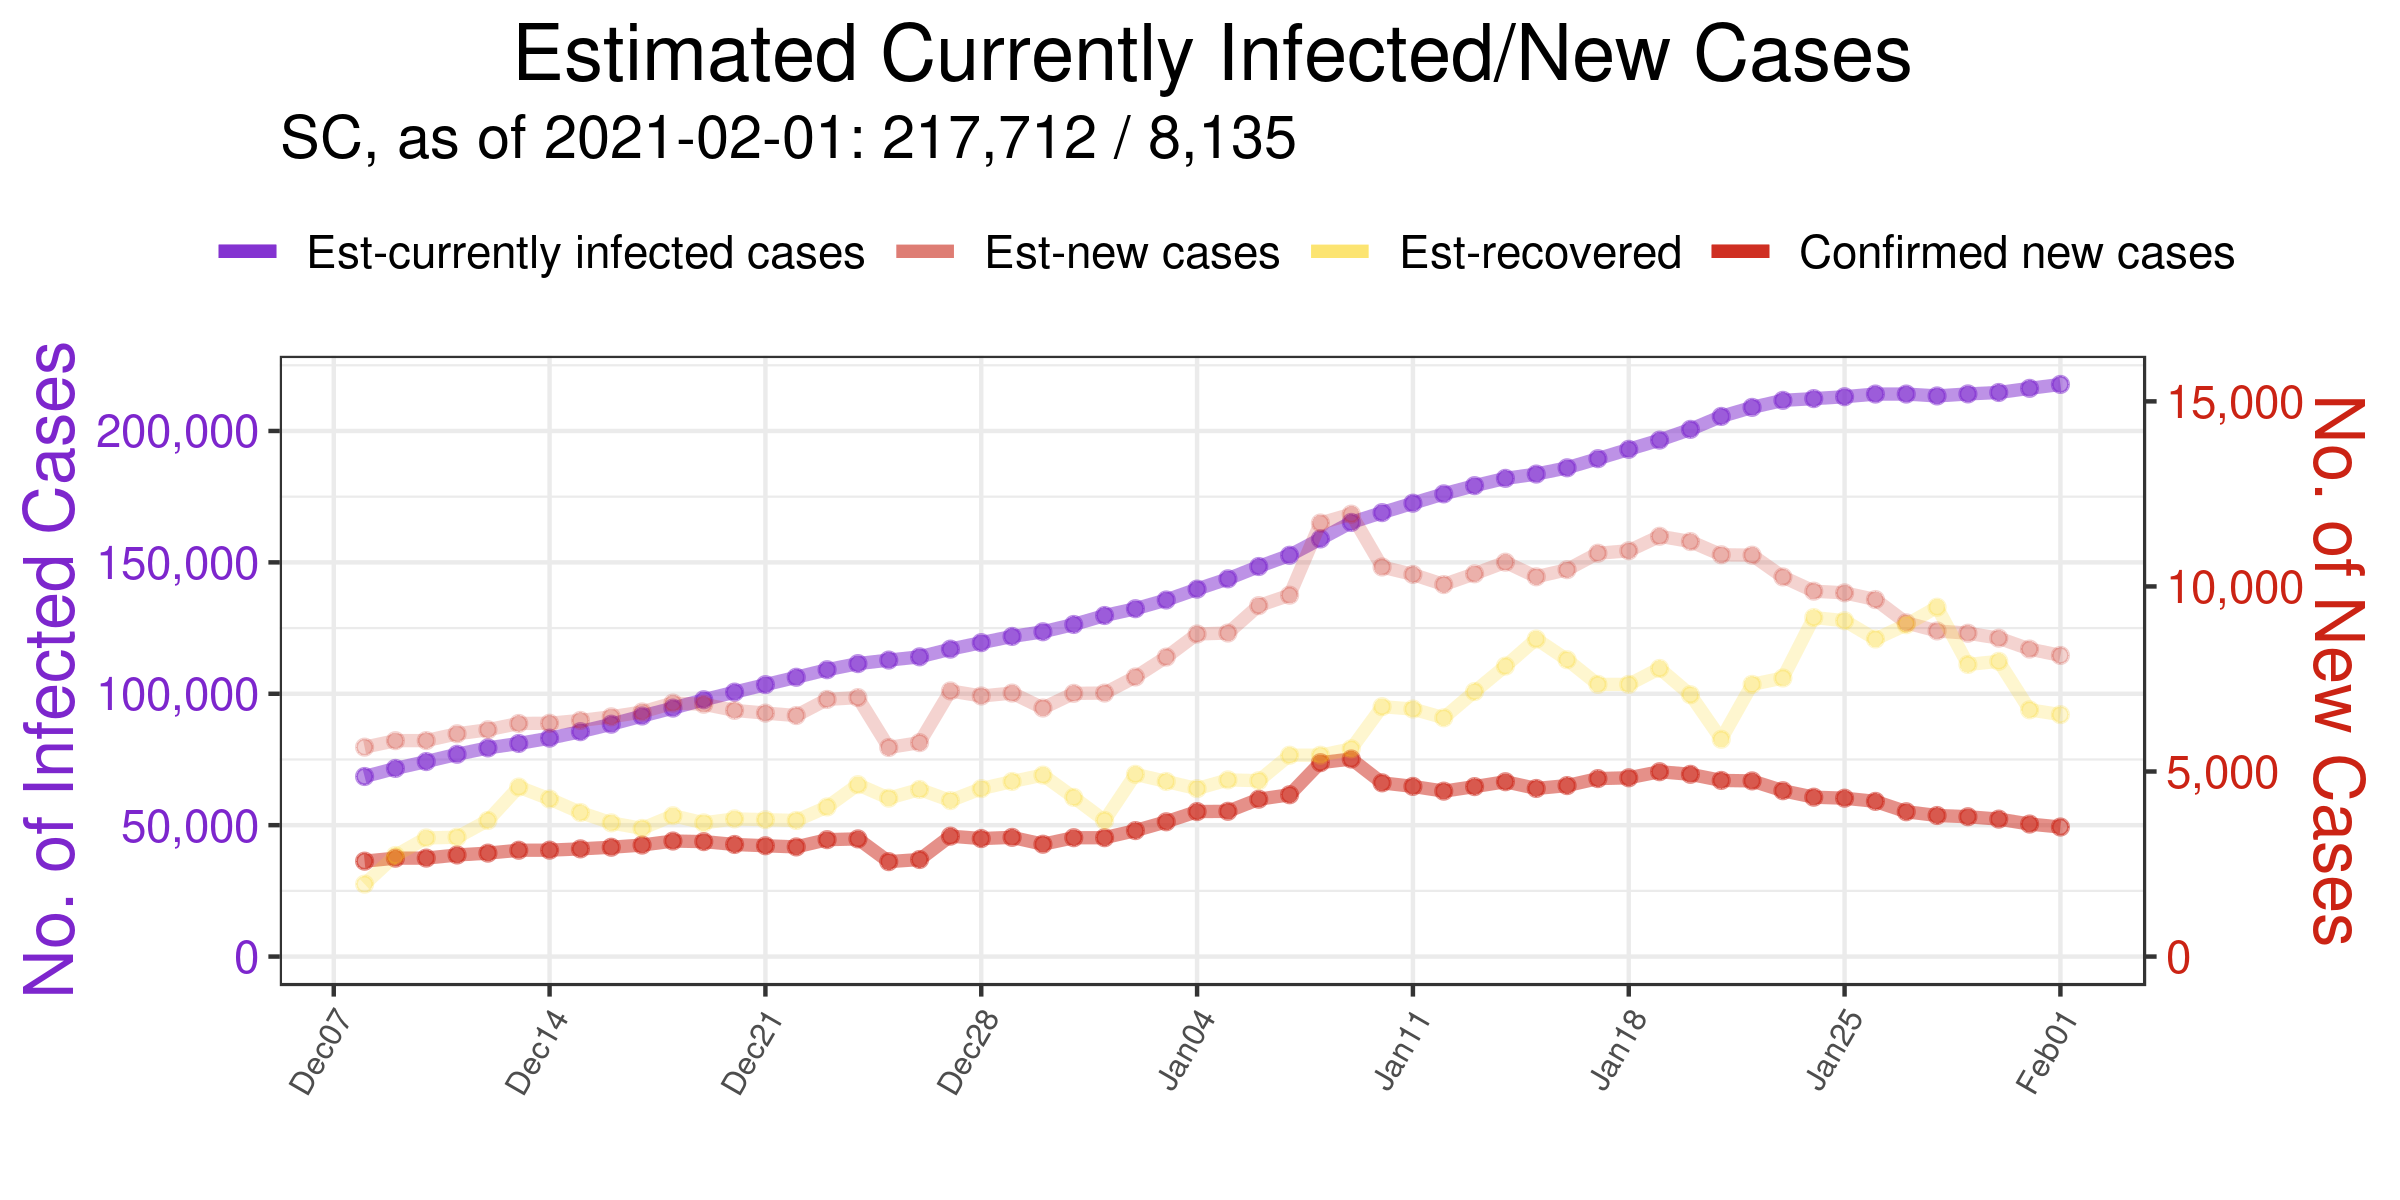 Estimated Currently Infected/New Cases
SC, as of 2021-02-01: 217,712 / 8,135
Est-currently infected cases Est-new cases Est-recovered Confirmed new cases
No. of Infected Cases
200,000
150,000
100,000
50,000
0
15,000
10,000
5,000
0
No. of New Cases
Dec07 Dec14 Dec21 Dec28 Jan04 Jan11 Jan18 Jan25 Feb01